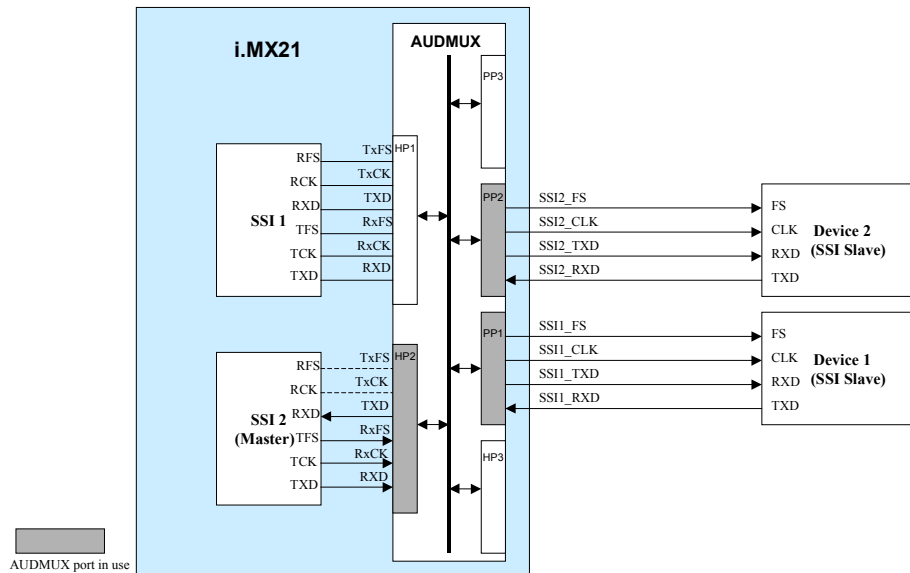 i.MX21
AUDMUX
PP3
HP1
TxFS
RFS
TxCK
RCK
TXD
RXD
SSI 1
RxFS
TFS
RxCK
TCK
RXD
TXD
PP2
SSI2_FS
SSI2_CLK
SSI2_TXD
SSI2_RXD
FS
CLK
RXD
TXD
Device 2
(SSI Slave)
PP1
SSI1_FS
SSI1_CLK
SSI1_TXD
SSI1_RXD
FS
CLK
RXD
TXD
Device 1
(SSI Slave)
HP2
TxFS
RFS
TxCK
RCK
TXD
RXD
SSI 2
(Master)
RxFS
TFS
RxCK
TCK
RXD
TXD
HP3
AUDMUX port in use